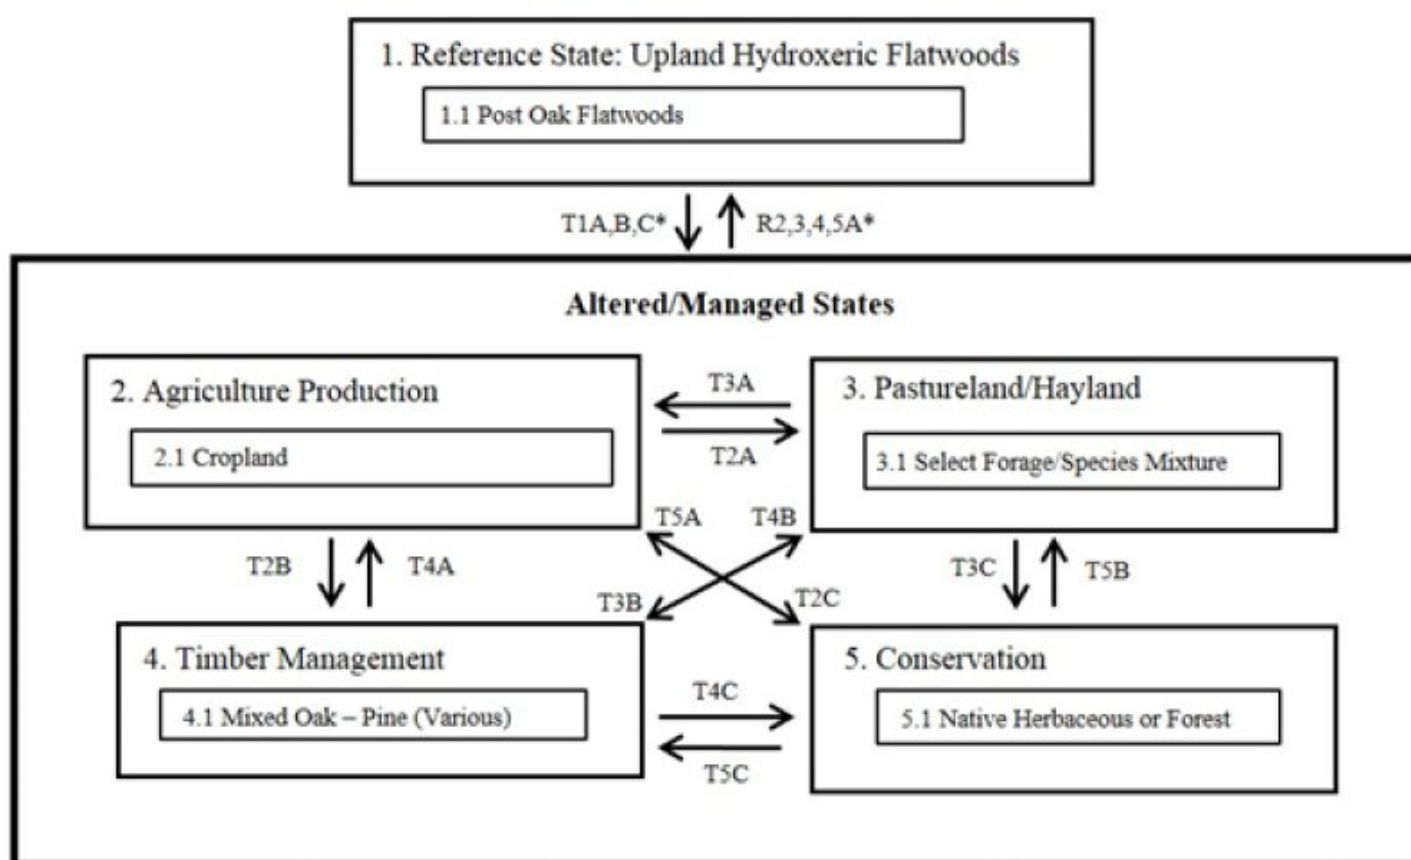 1. Reference State: Upland Hydroxeric Flatwoods
1.1 Post Oak Flatwoods
T1A,B,C*
R2,3,4,5A*
Altered/Managed States
2. Agriculture Production
2.1 Cropland
T3A
T2A
3. Pastureland/Hayland
3.1 Select Forage/Species Mixture
T5A
T4B
T2B
T4A
T3C
T5B
T3B
T2C
4. Timber Management
4.1 Mixed Oak – Pine (Various)
T4C
T5C
5. Conservation
5.1 Native Herbaceous or Forest